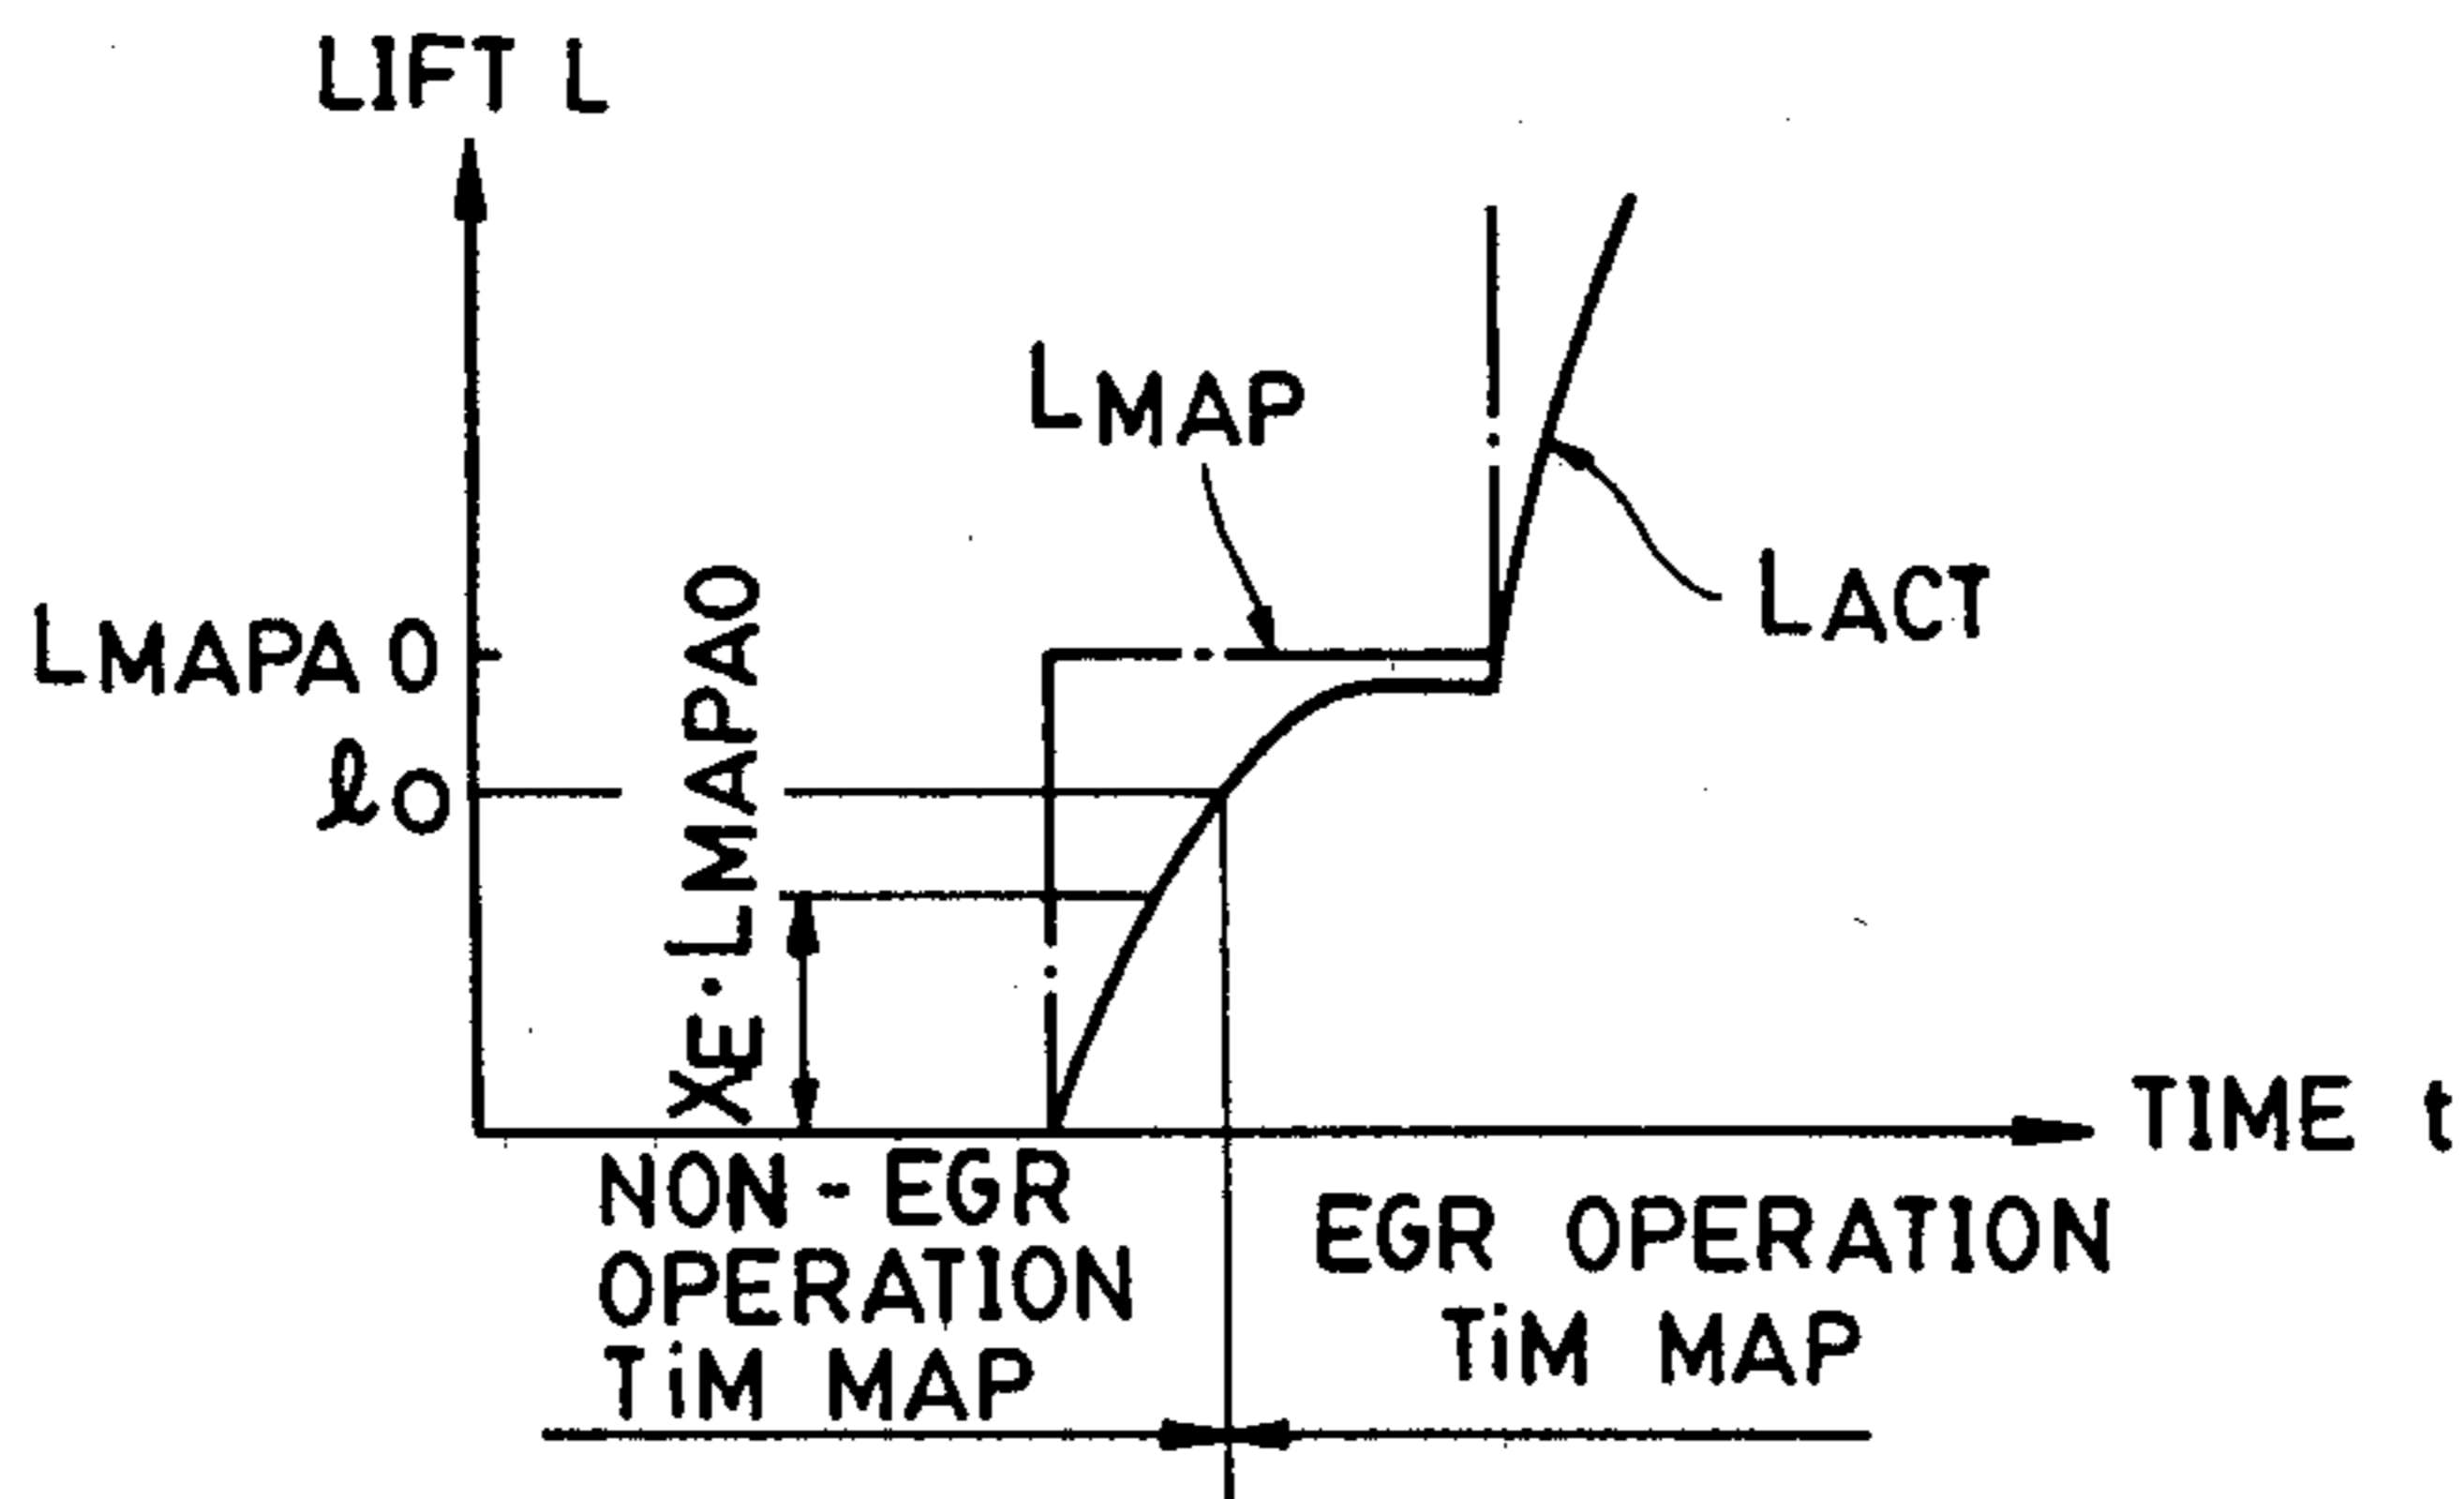 LIFT L
LMAP
LACT
LMAPA 0
ℓ0
XE·LMAPA0
TIME t
NON-EGR
OPERATION
TiM MAP
EGR OPERATION
TiM MAP